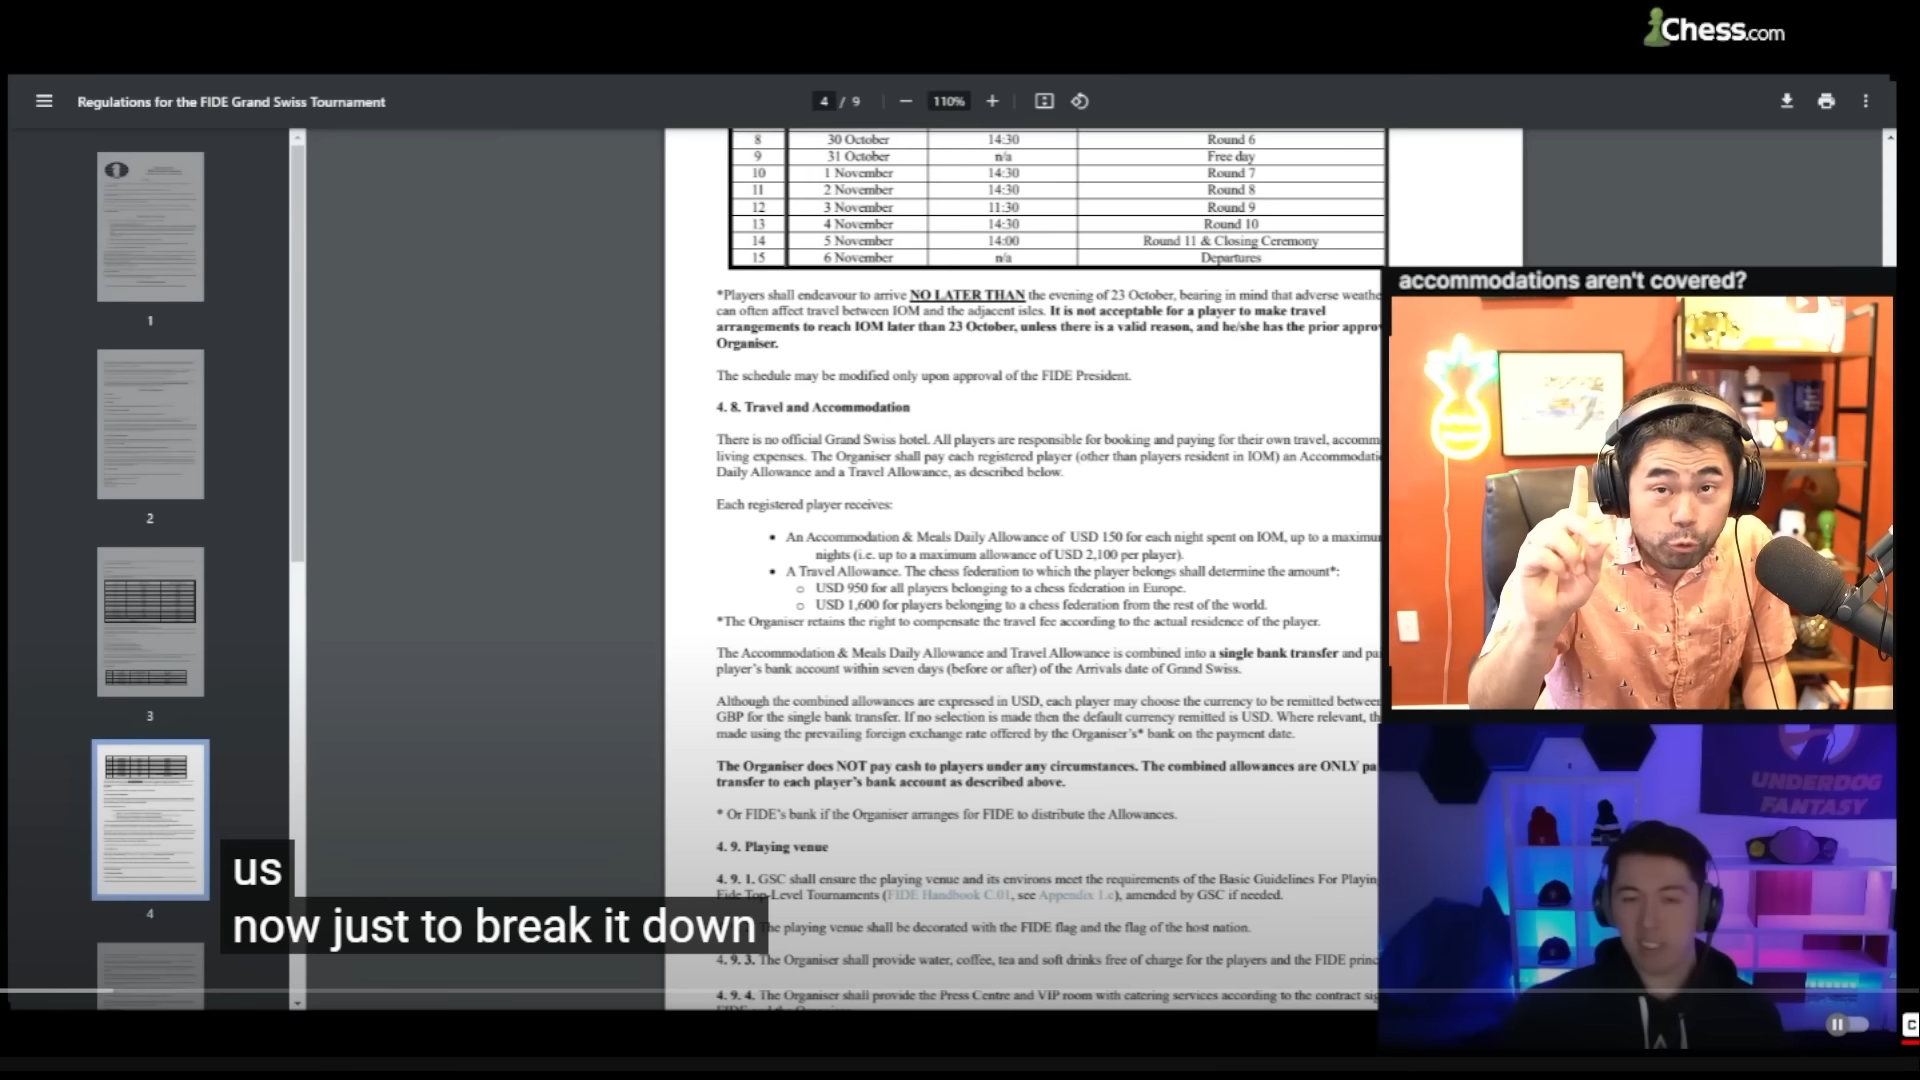 Chess.com
Regulations for the FIDE Grand Swiss Tournament
4 / 9
110%
8 30 October 14:30 Round 6
9 31 October n/a Free day
10 1 November 14:30 Round 7
11 2 November 14:30 Round 8
12 3 November 11:30 Round 9
13 4 November 14:30 Round 10
14 5 November 14:00 Round 11 & Closing Ceremony
15 6 November n/a Departures
*Players shall endeavour to arrive NO LATER THAN the evening of 23 October, bearing in mind that adverse weathe
can often affect travel between IOM and the adjacent isles. It is not acceptable for a player to make travel
arrangements to reach IOM later than 23 October, unless there is a valid reason, and he/she has the prior approv
Organiser.
The schedule may be modified only upon approval of the FIDE President.
4. 8. Travel and Accommodation
There is no official Grand Swiss hotel. All players are responsible for booking and paying for their own travel, accomm
living expenses. The Organiser shall pay each registered player (other than players resident in IOM) an Accommodati
Daily Allowance and a Travel Allowance, as described below.
Each registered player receives:
• An Accommodation & Meals Daily Allowance of USD 150 for each night spent on IOM, up to a maximu
nights (i.e. up to a maximum allowance of USD 2,100 per player).
• A Travel Allowance. The chess federation to which the player belongs shall determine the amount*:
o USD 950 for all players belonging to a chess federation in Europe.
o USD 1,600 for players belonging to a chess federation from the rest of the world.
*The Organiser retains the right to compensate the travel fee according to the actual residence of the player.
The Accommodation & Meals Daily Allowance and Travel Allowance is combined into a single bank transfer and pa
player's bank account within seven days (before or after) of the Arrivals date of Grand Swiss.
Although the combined allowances are expressed in USD, each player may choose the currency to be remitted between
GBP for the single bank transfer. If no selection is made then the default currency remitted is USD. Where relevant, th
made using the prevailing foreign exchange rate offered by the Organiser's* bank on the payment date.
The Organiser does NOT pay cash to players under any circumstances. The combined allowances are ONLY pa
transfer to each player's bank account as described above.
* Or FIDE's bank if the Organiser arranges for FIDE to distribute the Allowances.
4. 9. Playing venue
4. 9. 1. GSC shall ensure the playing venue and its environs meet the requirements of the Basic Guidelines For Playin
Fide Top-Level Tournaments (FIDE Handbook C.01, see Appendix 1.c), amended by GSC if needed.
he playing venue shall be decorated with the FIDE flag and the flag of the host nation.
4. 9. 3. The Organiser shall provide water, coffee, tea and soft drinks free of charge for the players and the FIDE princ
4. 9. 4. The Organiser shall provide the Press Centre and VIP room with catering services according to the contract sig
1
2
3
4
us
now just to break it down
accommodations aren't covered?
UNDERDOG
FANTASY
C